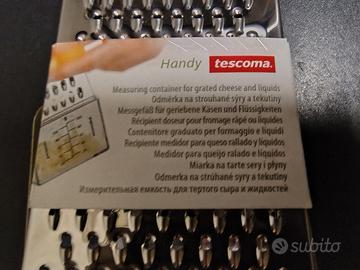 Handy tescoma.
Measuring container for grated cheese and liquids
Odměrka na strouhané sýry a tekutiny
Messgefäß für geriebene Käsen und Flüssigkeiten
Récipient doseur pour fromage râpé ou liquides
Contenitore graduato per formaggio e liquidi
Recipiente medidor para queso rallado y líquidos
Medidor para queijo ralado e líquidos
Miarka na tarte sery i płyny
Odmerka na strúhané syry a tekutiny
Измерительная емкость для тертого сыра и жидкостей
subito